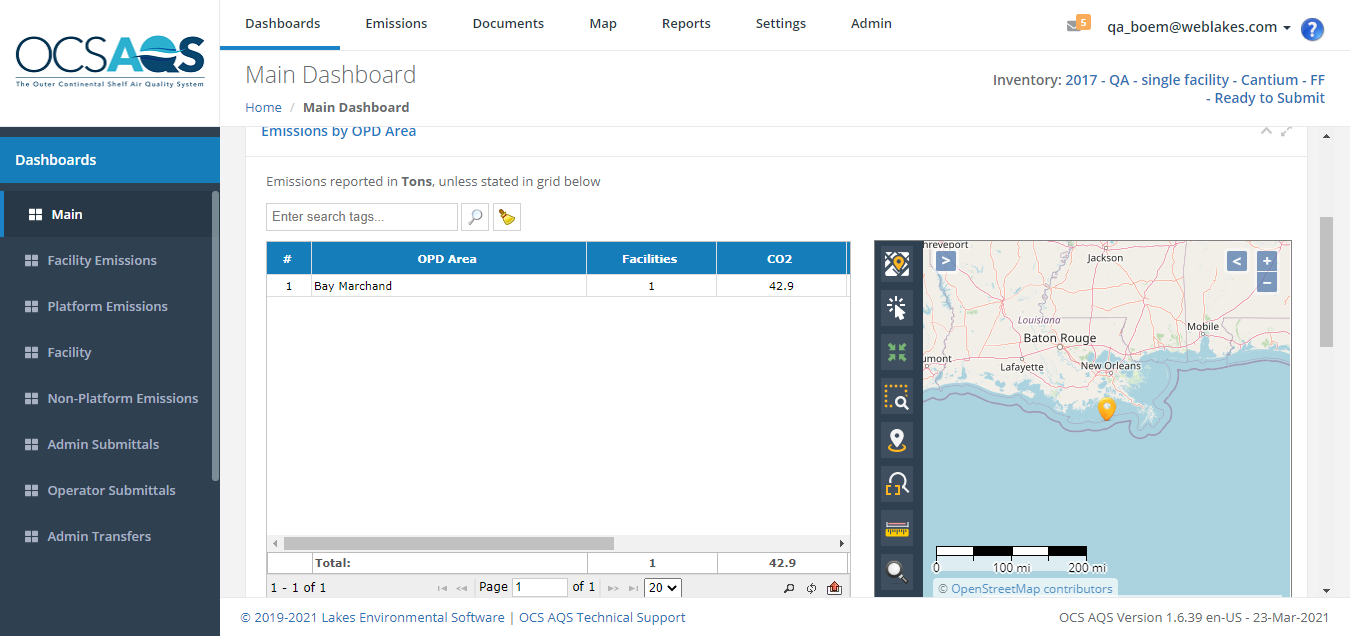 OCSAQS
The Outer Continental Shelf Air Quality System
Dashboards
Emissions
Documents
Map
Reports
Settings
Admin
5
qa_boem@weblakes.com
?
Main Dashboard
Home / Main Dashboard
Inventory: 2017 - QA - single facility - Cantium - FF
- Ready to Submit
Dashboards
Main
Facility Emissions
Platform Emissions
Facility
Non-Platform Emissions
Admin Submittals
Operator Submittals
Admin Transfers
Emissions by OPD Area
Emissions reported in Tons, unless stated in grid below
Enter search tags...
# OPD Area Facilities CO2
1 Bay Marchand 1 42.9
Total: 1 42.9
1 - 1 of 1
Page 1 of 1
20
>
<
+
−
hreveport
Jackson
Louisiana
Mobile
Baton Rouge
umont
Lafayette
New Orleans
0 100 mi 200 mi
© OpenStreetMap contributors
© 2019-2021 Lakes Environmental Software | OCS AQS Technical Support
OCS AQS Version 1.6.39 en-US - 23-Mar-2021